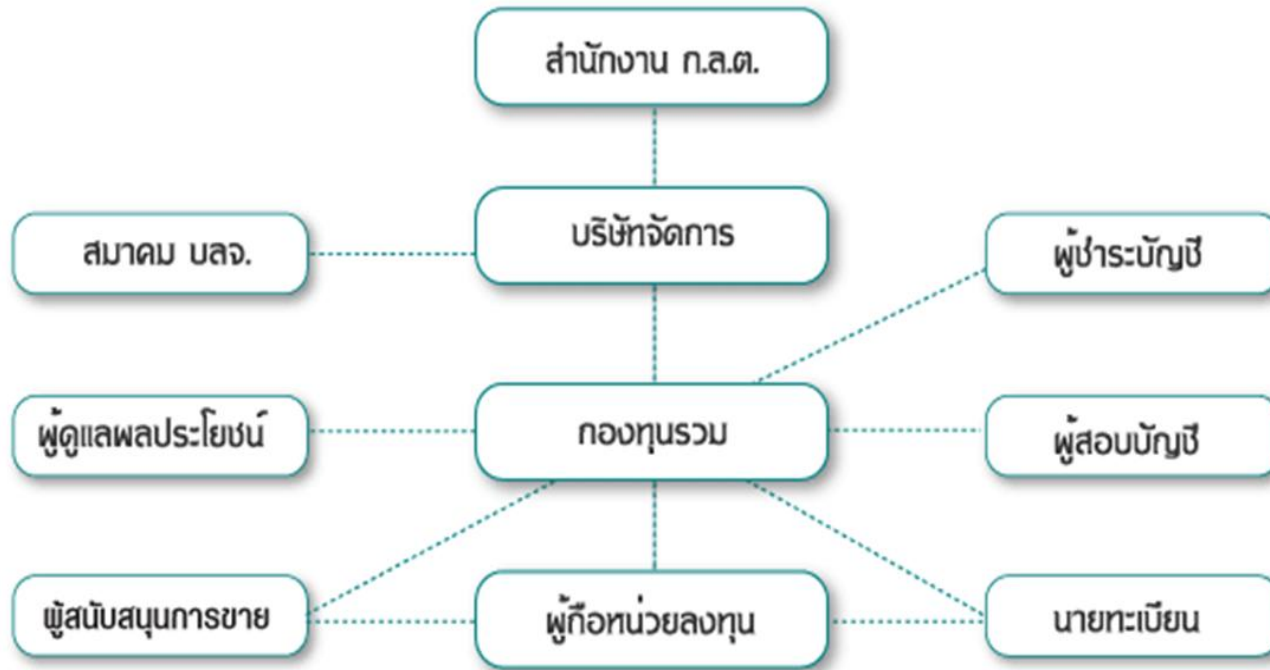 สำนักงาน ก.ล.ต.
บริษัทจัดการ
สมาคม บลจ.
ผู้ชำระบัญชี
ผู้ดูแลผลประโยชน์
กองทุนรวม
ผู้สอบบัญชี
ผู้สนับสนุนการขาย
ผู้ถือหน่วยลงทุน
นายทะเบียน